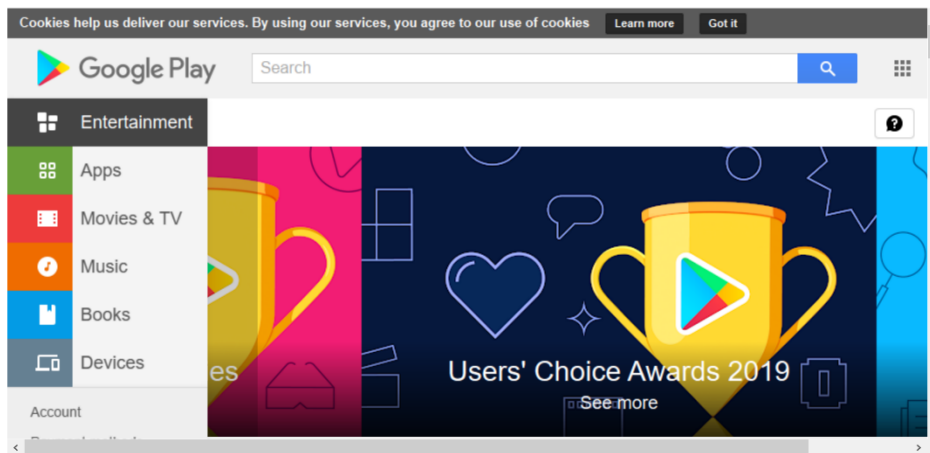 Cookies help us deliver our services. By using our services, you agree to our use of cookies Learn more Got it
Google Play Search
Entertainment
Apps
Movies & TV
Music
Books
Devices
es
Users' Choice Awards 2019
See more
Account